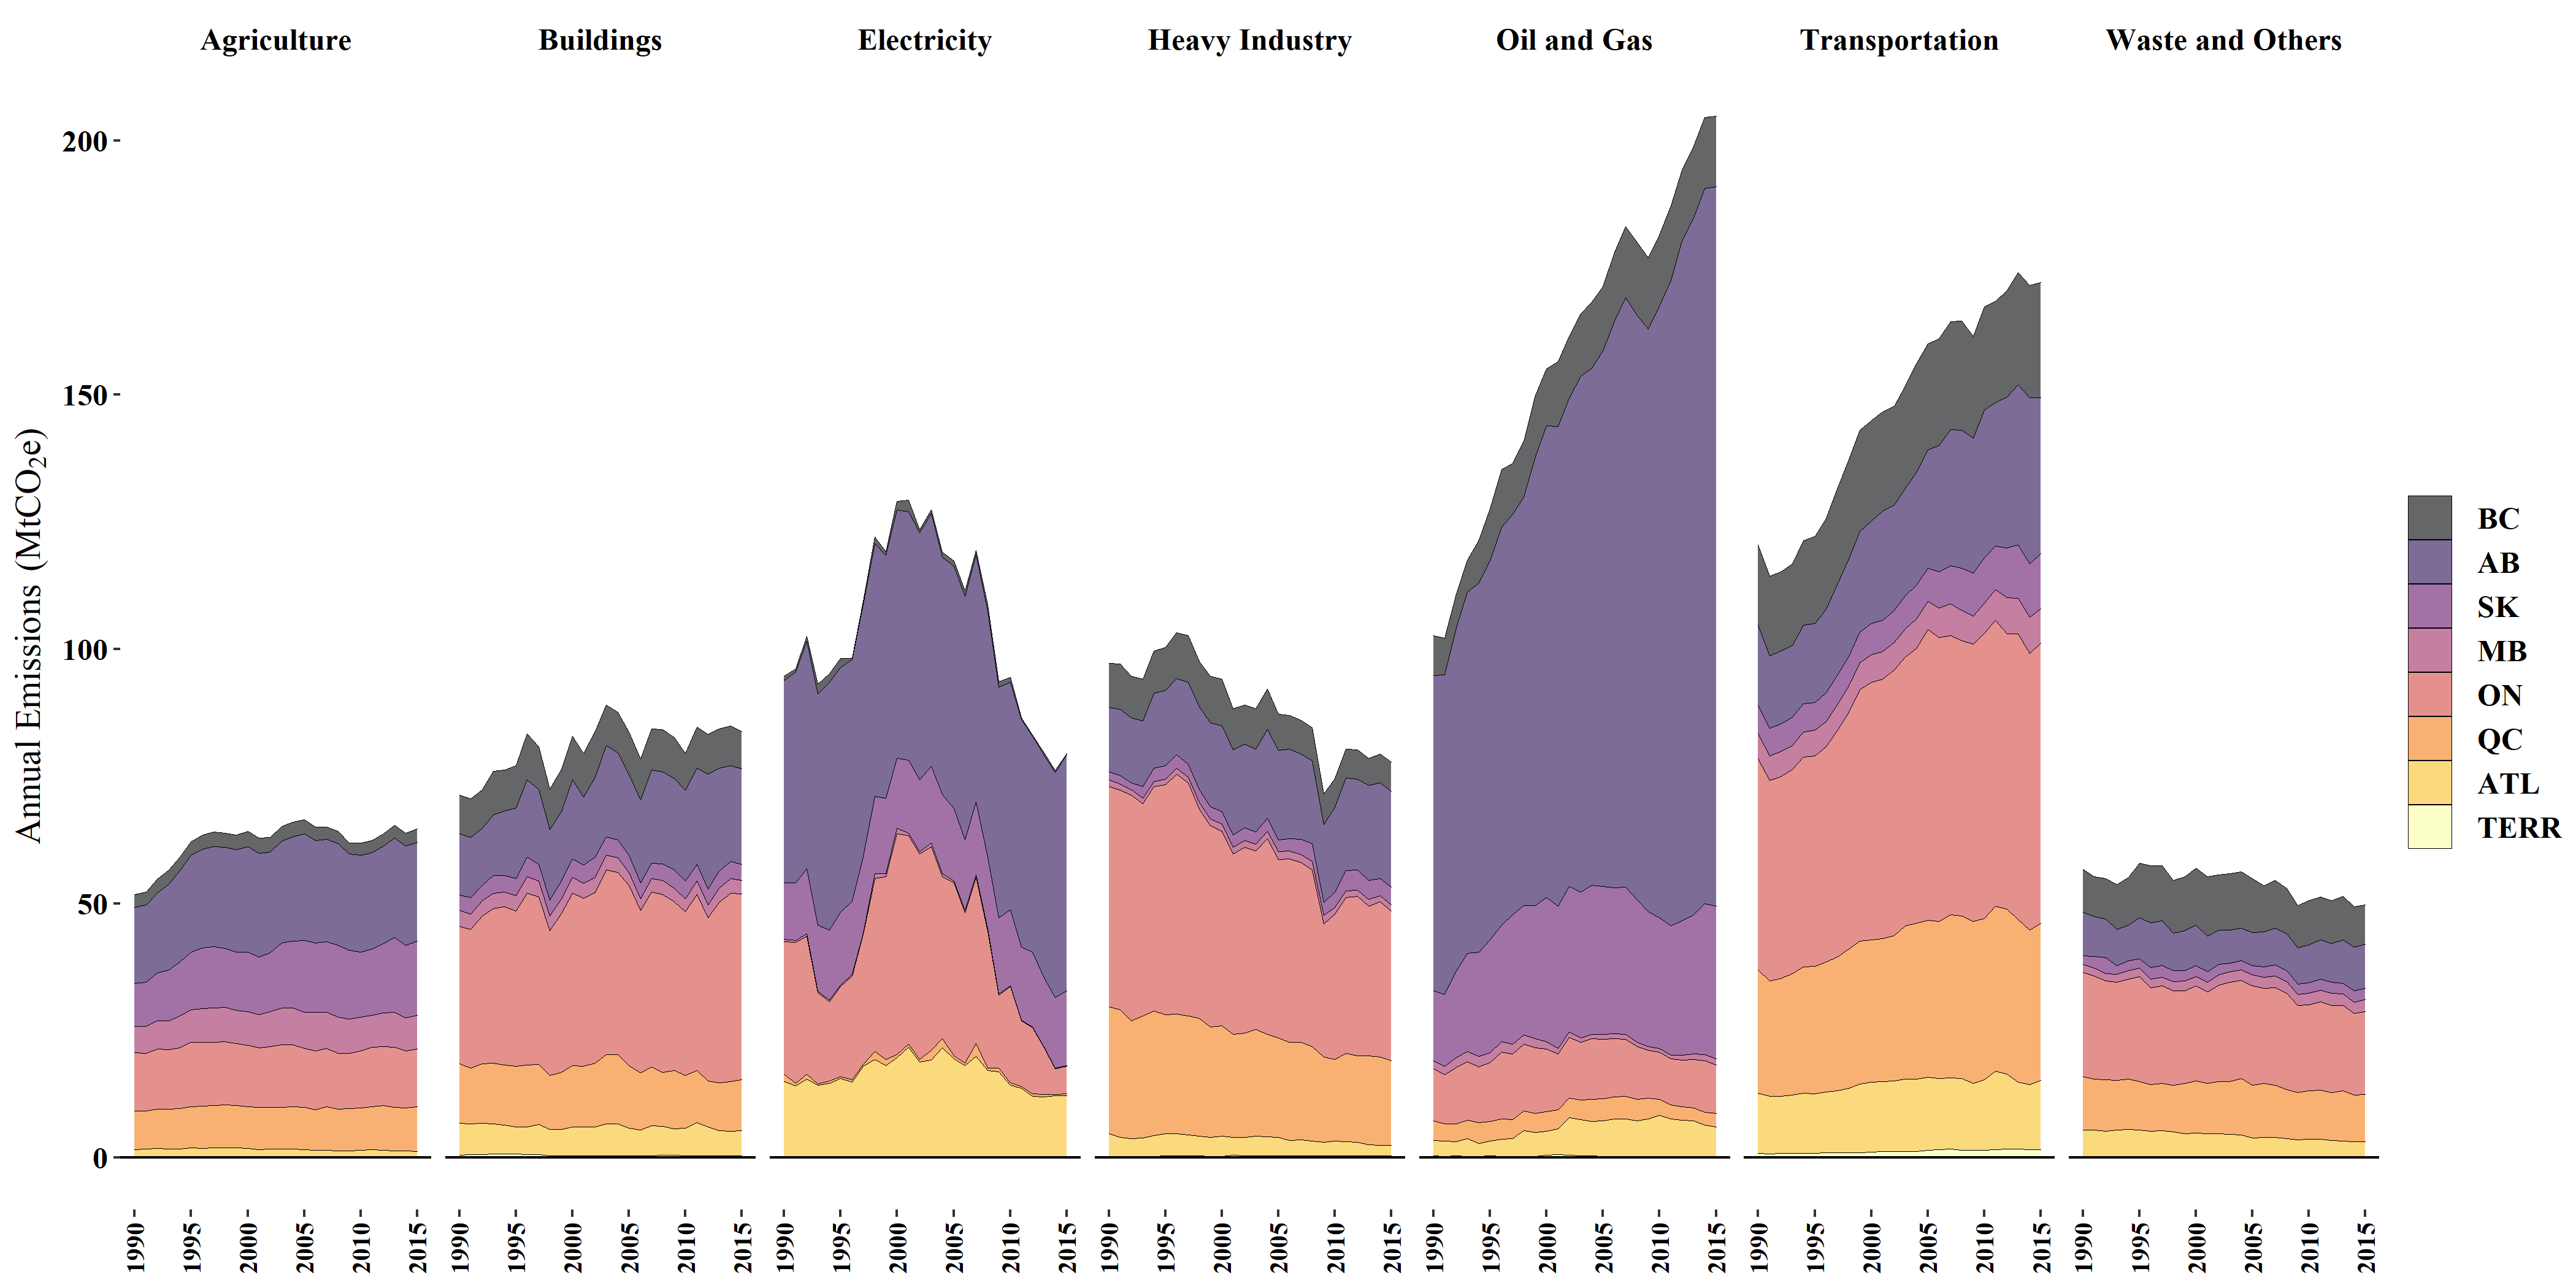 Agriculture Buildings Electricity Heavy Industry Oil and Gas Transportation Waste and Others
Annual Emissions (MtCO₂e)
200
150
100
50
0
BC
AB
SK
MB
ON
QC
ATL
TERR
1990 1995 2000 2005 2010 2015 1990 1995 2000 2005 2010 2015 1990 1995 2000 2005 2010 2015 1990 1995 2000 2005 2010 2015 1990 1995 2000 2005 2010 2015 1990 1995 2000 2005 2010 2015 1990 1995 2000 2005 2010 2015